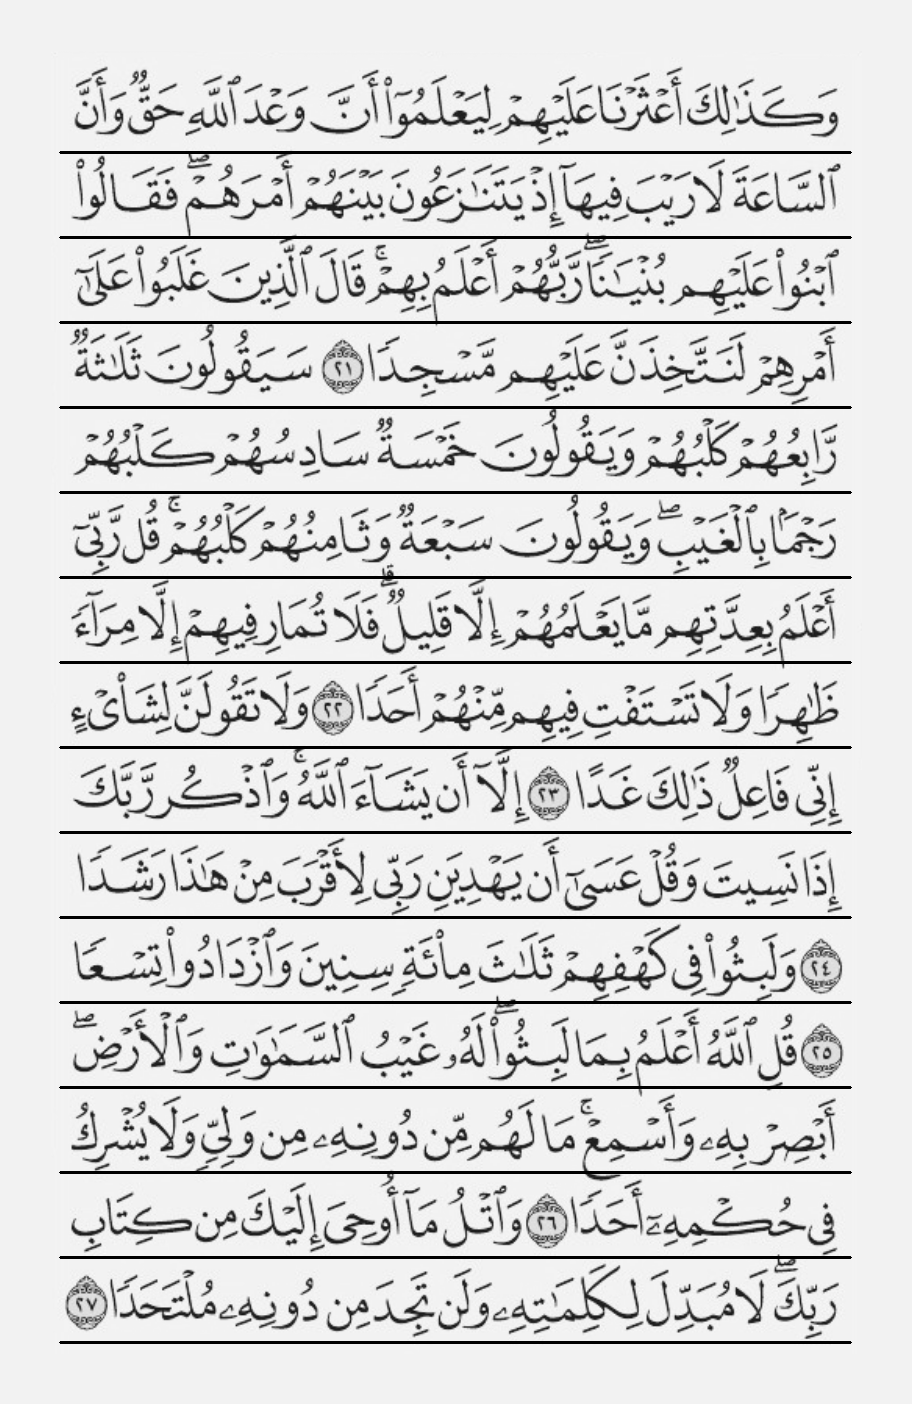 وَكَذَٰلِكَ أَعْثَرْنَا عَلَيْهِمْ لِيَعْلَمُوٓا۟ أَنَّ وَعْدَ ٱللَّهِ حَقٌّ وَأَنَّ
ٱلسَّاعَةَ لَا رَيْبَ فِيهَآ إِذْ يَتَنَٰزَعُونَ بَيْنَهُمْ أَمْرَهُمْ ۖ فَقَالُوا۟
ٱبْنُوا۟ عَلَيْهِم بُنْيَٰنًا ۖ رَّبُّهُمْ أَعْلَمُ بِهِمْ ۚ قَالَ ٱلَّذِينَ غَلَبُوا۟ عَلَىٰٓ
أَمْرِهِمْ لَنَتَّخِذَنَّ عَلَيْهِم مَّسْجِدًا ٢١ سَيَقُولُونَ ثَلَٰثَةٌ
رَّابِعُهُمْ كَلْبُهُمْ وَيَقُولُونَ خَمْسَةٌ سَادِسُهُمْ كَلْبُهُمْ
رَجْمًۢا بِٱلْغَيْبِ ۖ وَيَقُولُونَ سَبْعَةٌ وَثَامِنُهُمْ كَلْبُهُمْ ۚ قُل رَّبِّىٓ
أَعْلَمُ بِعِدَّتِهِم مَّا يَعْلَمُهُمْ إِلَّا قَلِيلٌ ۗ فَلَا تُمَارِ فِيهِمْ إِلَّا مِرَآءً
ظَٰهِرًا وَلَا تَسْتَفْتِ فِيهِم مِّنْهُمْ أَحَدًا ٢٢ وَلَا تَقُولَنَّ لِشَا۟ىْءٍ
إِنِّى فَاعِلٌ ذَٰلِكَ غَدًا ٢٣ إِلَّآ أَن يَشَآءَ ٱللَّهُ ۚ وَٱذْكُر رَّبَّكَ
إِذَا نَسِيتَ وَقُلْ عَسَىٰٓ أَن يَهْدِيَنِ رَبِّى لِأَقْرَبَ مِنْ هَٰذَا رَشَدًا
٢٤ وَلَبِثُوا۟ فِى كَهْفِهِمْ ثَلَٰثَ مِا۟ئَةٍ سِنِينَ وَٱزْدَادُوا۟ تِسْعًا
٢٥ قُلِ ٱللَّهُ أَعْلَمُ بِمَا لَبِثُوا۟ ۖ لَهُۥ غَيْبُ ٱلسَّمَٰوَٰتِ وَٱلْأَرْضِ ۖ
أَبْصِرْ بِهِۦ وَأَسْمِعْ ۚ مَا لَهُم مِّن دُونِهِۦ مِن وَلِىٍّ وَلَا يُشْرِكُ
فِى حُكْمِهِۦٓ أَحَدًا ٢٦ وَٱتْلُ مَآ أُوحِىَ إِلَيْكَ مِن كِتَابِ
رَبِّكَ ۖ لَا مُبَدِّلَ لِكَلِمَٰتِهِۦ وَلَن تَجِدَ مِن دُونِهِۦ مُلْتَحَدًا ٢٧